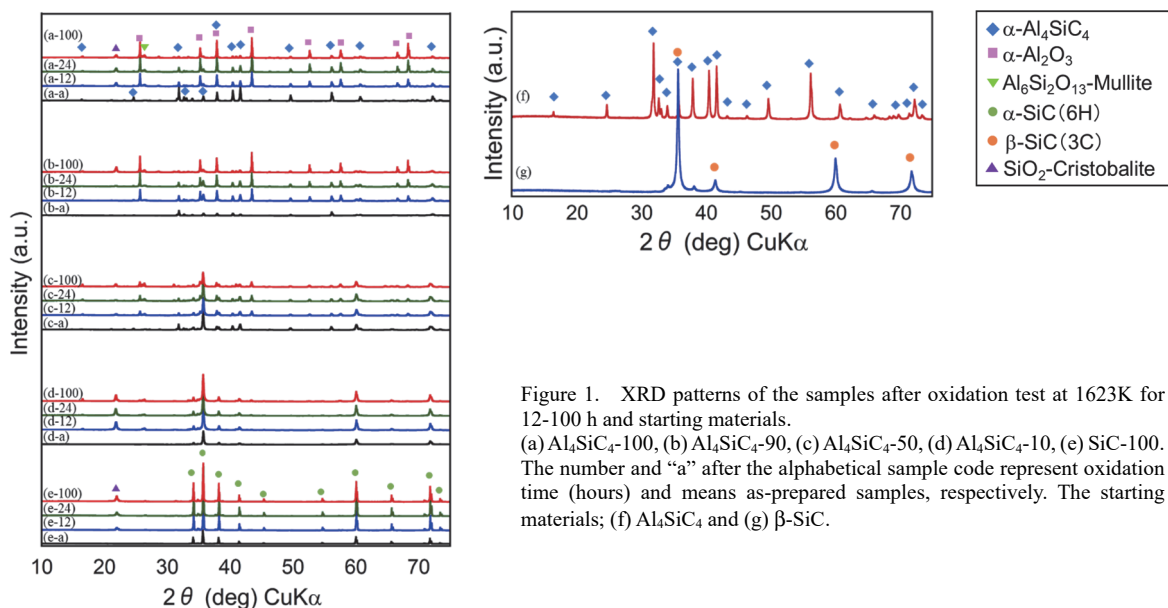 Intensity (a.u.)
(a-100)
(a-24)
(a-12)
(a-a)
(b-100)
(b-24)
(b-12)
(b-a)
(c-100)
(c-24)
(c-12)
(c-a)
(d-100)
(d-24)
(d-12)
(d-a)
(e-100)
(e-24)
(e-12)
(e-a)
10 20 30 40 50 60 70
2θ (deg) CuKα
Intensity (a.u.)
(f)
(g)
10 20 30 40 50 60 70
2θ (deg) CuKα
α-Al₄SiC₄
α-Al₂O₃
Al₆Si₂O₁₃-Mullite
α-SiC(6H)
β-SiC(3C)
SiO₂-Cristobalite
Figure 1. XRD patterns of the samples after oxidation test at 1623K for
12-100 h and starting materials.
(a) Al₄SiC₄-100, (b) Al₄SiC₄-90, (c) Al₄SiC₄-50, (d) Al₄SiC₄-10, (e) SiC-100.
The number and “a” after the alphabetical sample code represent oxidation
time (hours) and means as-prepared samples, respectively. The starting
materials; (f) Al₄SiC₄ and (g) β-SiC.